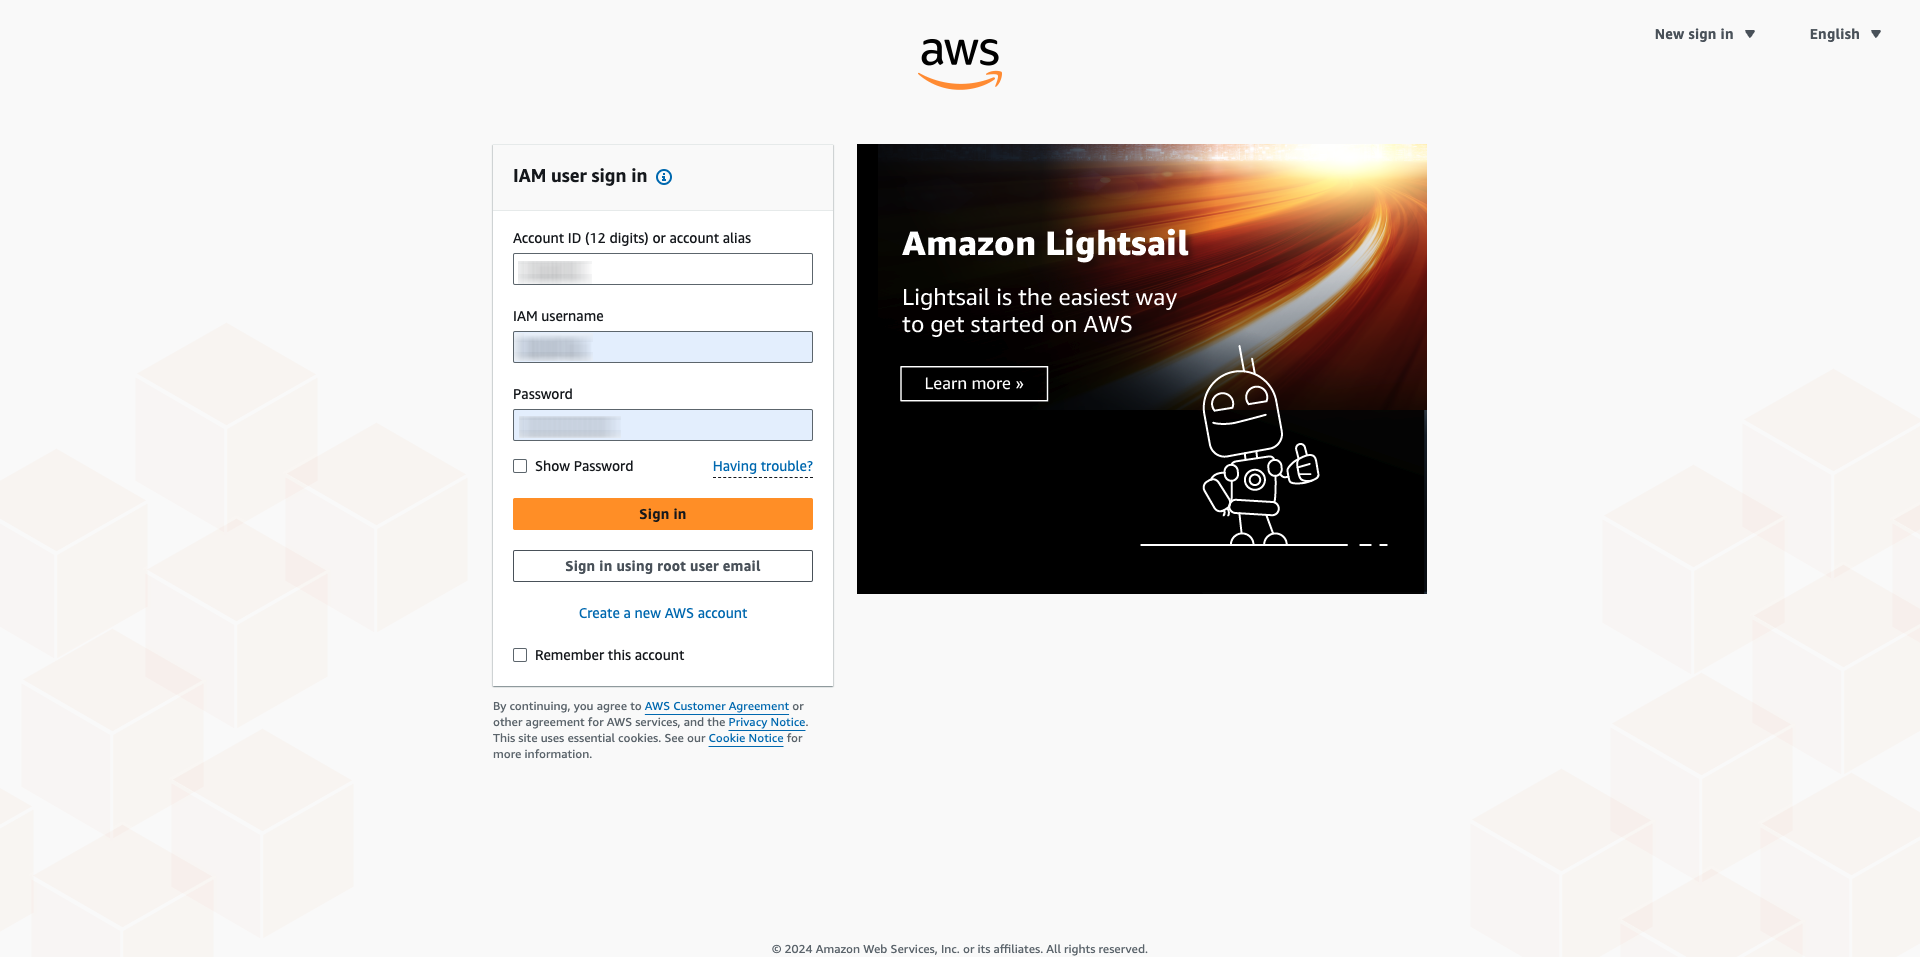 New sign in
English
aws
IAM user sign in
Account ID (12 digits) or account alias
IAM username
Password
Show Password
Having trouble?
Sign in
Sign in using root user email
Create a new AWS account
Remember this account
By continuing, you agree to AWS Customer Agreement or
other agreement for AWS services, and the Privacy Notice.
This site uses essential cookies. See our Cookie Notice for
more information.
Amazon Lightsail
Lightsail is the easiest way
to get started on AWS
Learn more »
© 2024 Amazon Web Services, Inc. or its affiliates. All rights reserved.